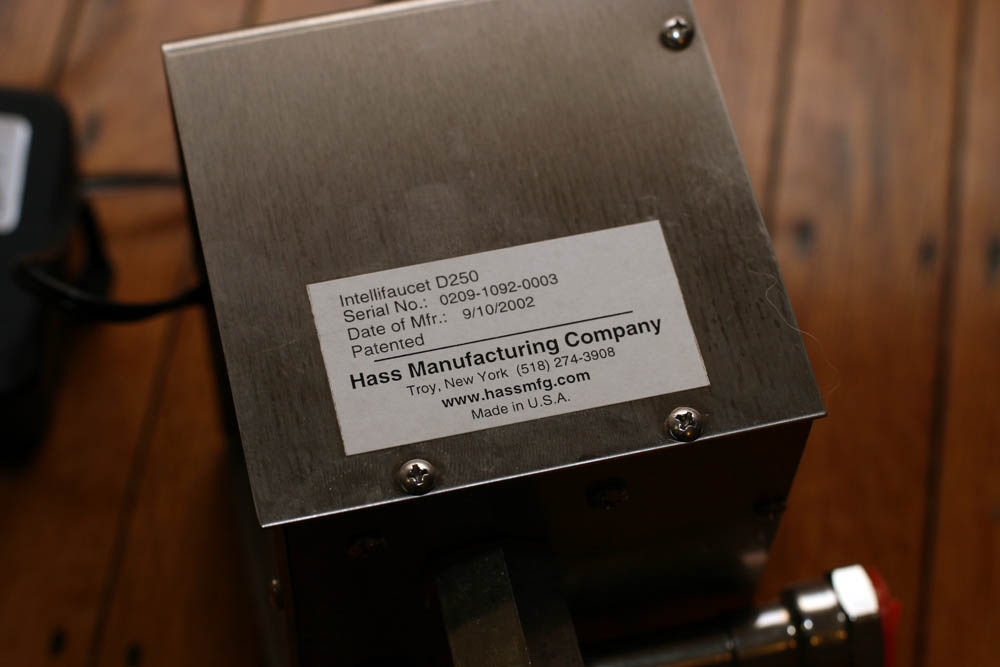 Intellifaucet D250
Serial No.: 0209-1092-0003
Date of Mfr.: 9/10/2002
Patented
Hass Manufacturing Company
Troy, New York (518) 274-3908
www.hassmfg.com
Made in U.S.A.